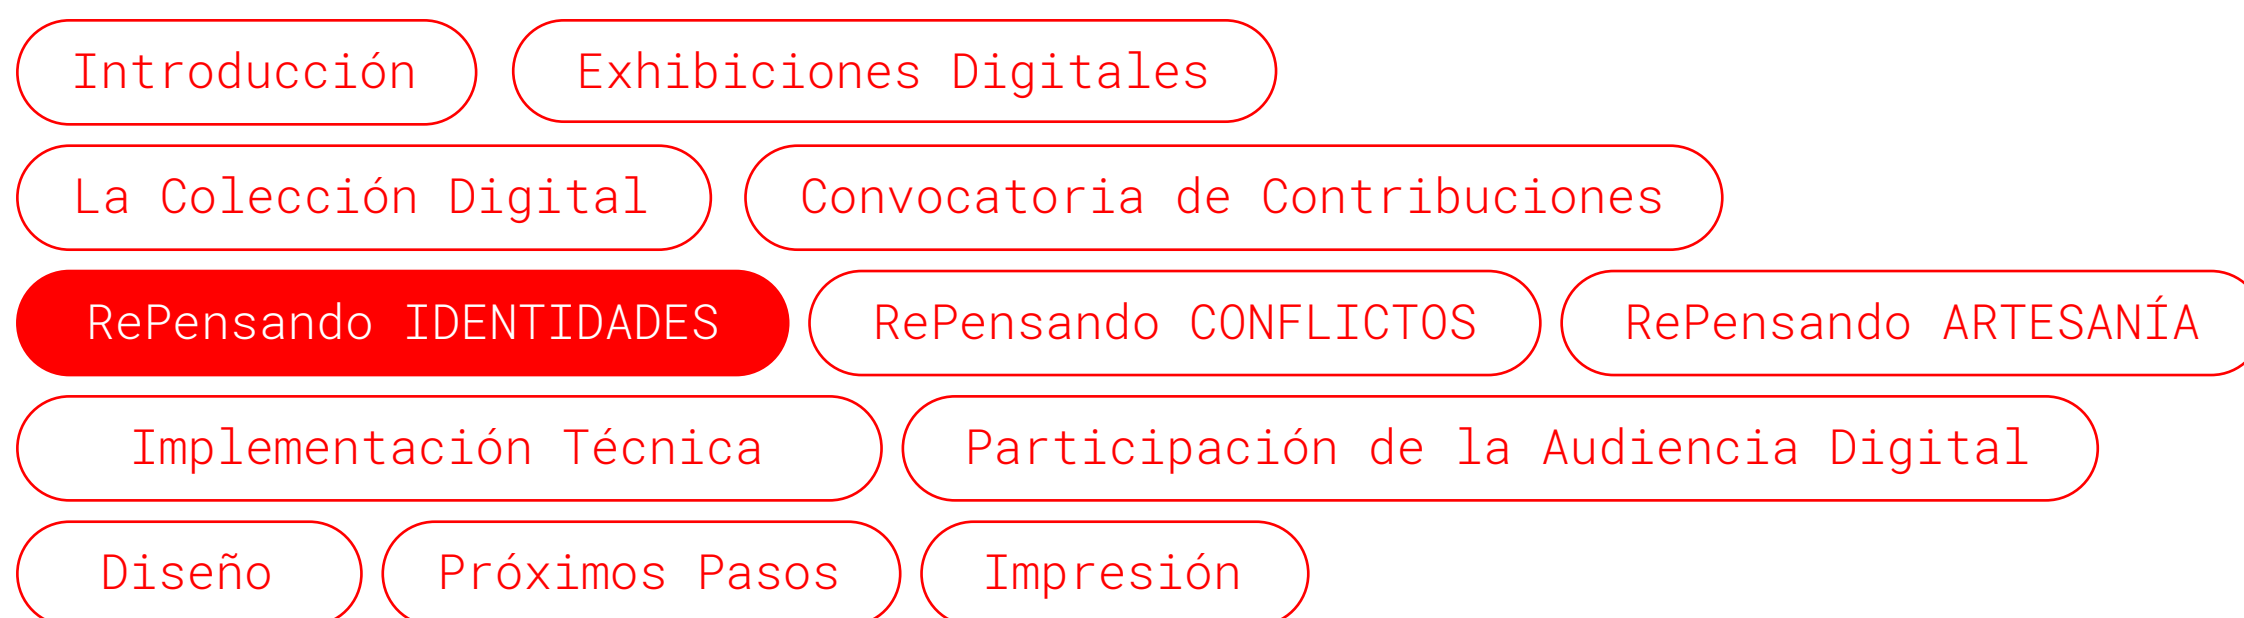 Introducción Exhibiciones Digitales
La Colección Digital Convocatoria de Contribuciones
RePensando IDENTIDADES RePensando CONFLICTOS RePensando ARTESANÍA
Implementación Técnica Participación de la Audiencia Digital
Diseño Próximos Pasos Impresión